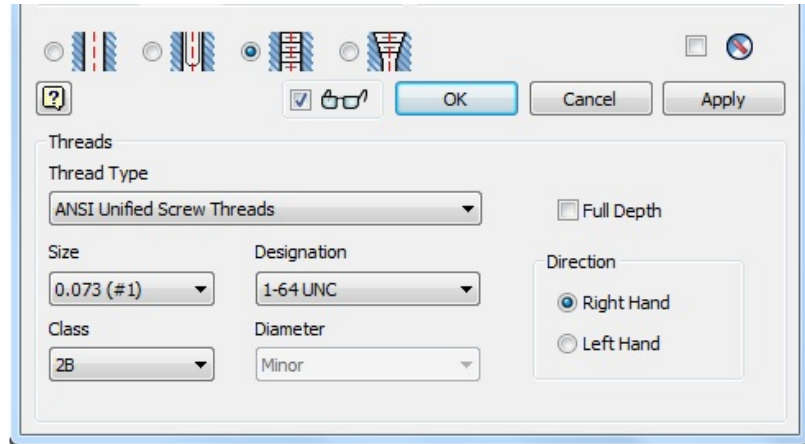 ?
OK Cancel Apply
Threads
Thread Type
ANSI Unified Screw Threads
Full Depth
Size Designation
Direction
0.073 (#1) 1-64 UNC
Right Hand
Class Diameter
Left Hand
2B Minor